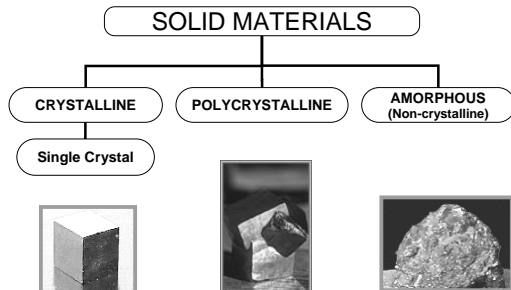 SOLID MATERIALS
CRYSTALLINE
POLYCRYSTALLINE
AMORPHOUS
(Non-crystalline)
Single Crystal